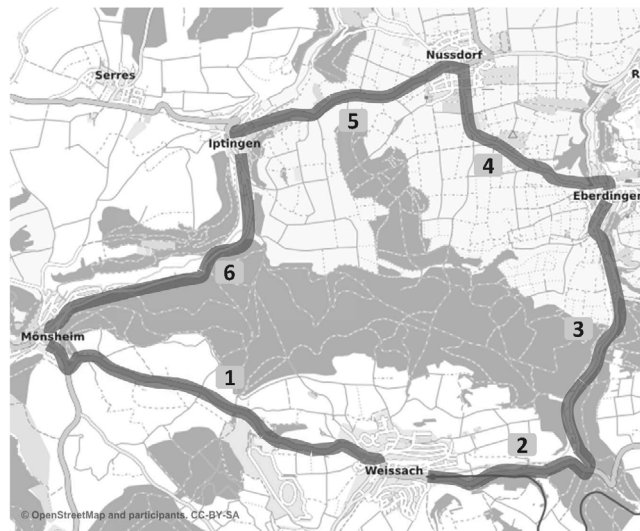 Nussdorf
Serres
R
5
Iptingen
4
Eberdingen
6
3
Mönsheim
1
2
Weissach
© OpenStreetMap and participants. CC-BY-SA